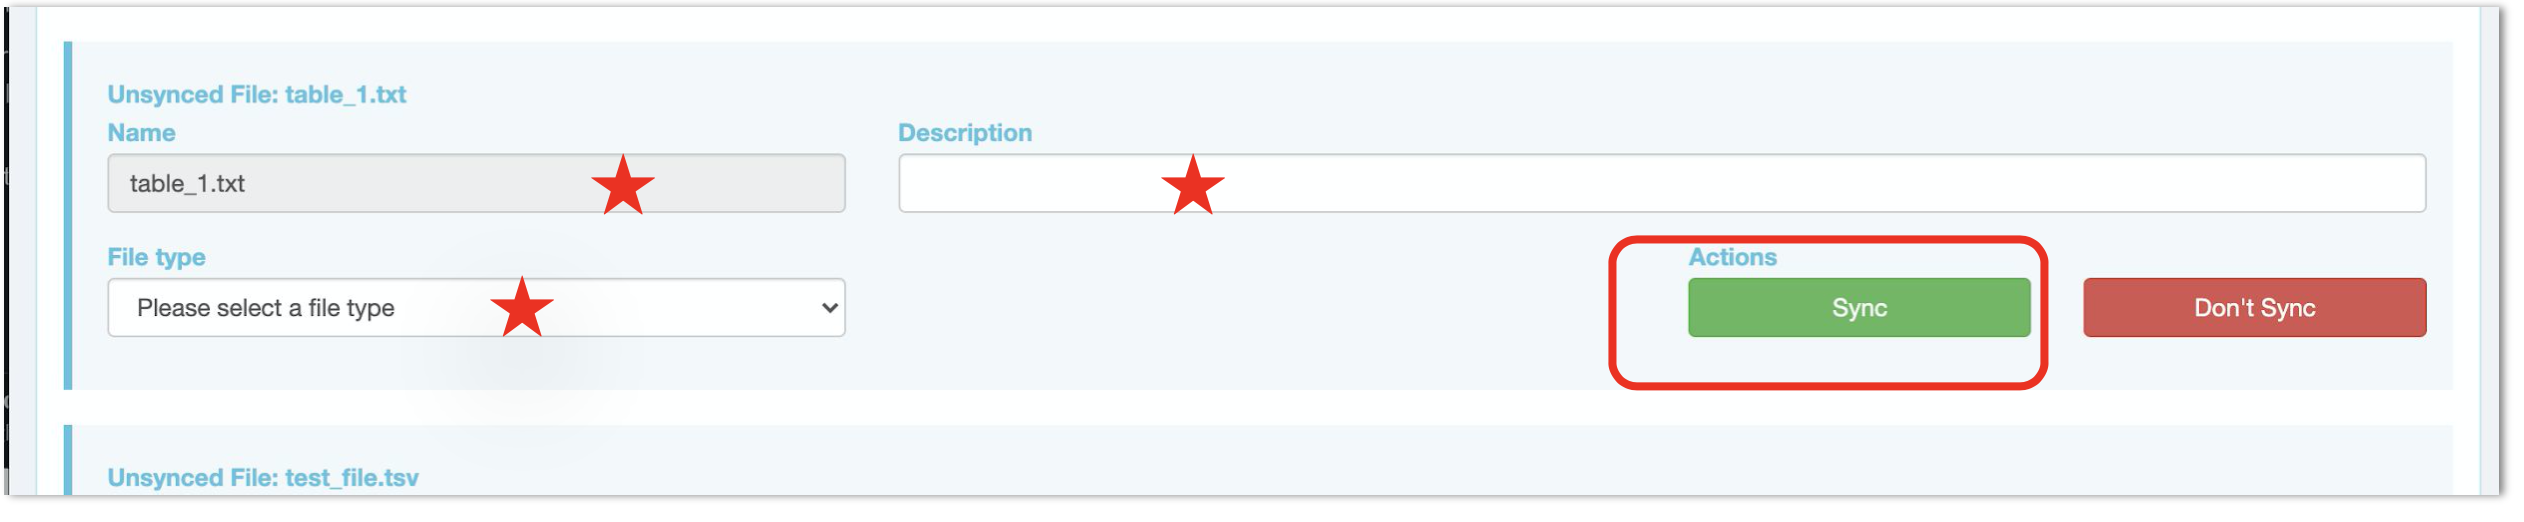 Unsynced File: table_1.txt
Name
Description
table_1.txt
File type
Actions
Please select a file type
Sync
Don't Sync
Unsynced File: test_file.tsv